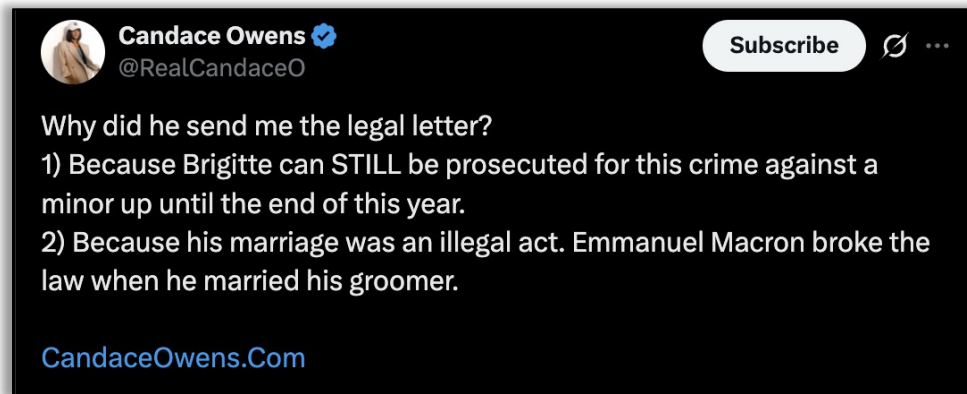 Candace Owens
@RealCandaceO
Subscribe
Why did he send me the legal letter?
1) Because Brigitte can STILL be prosecuted for this crime against a
minor up until the end of this year.
2) Because his marriage was an illegal act. Emmanuel Macron broke the
law when he married his groomer.
CandaceOwens.Com